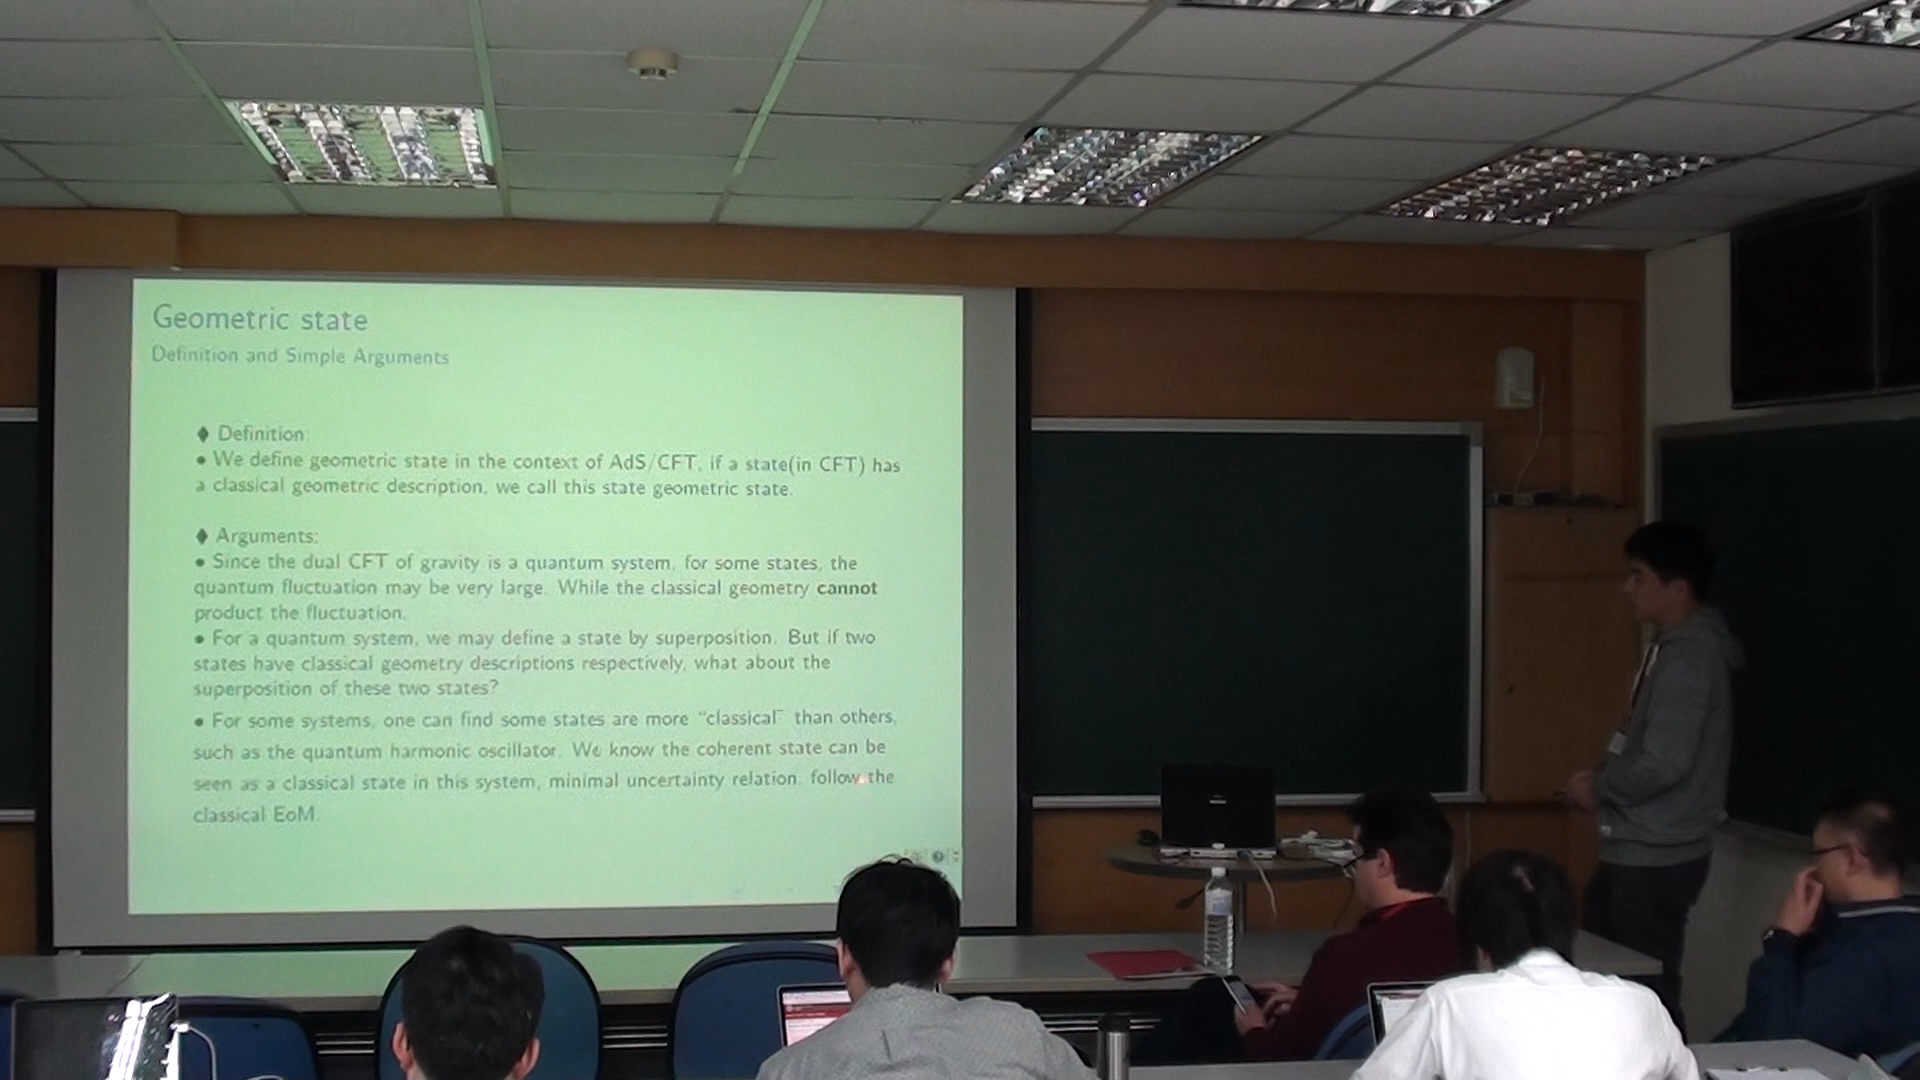 Geometric state
Definition and Simple Arguments
♦ Definition:
• We define geometric state in the context of AdS/CFT, if a state(in CFT) has
a classical geometric description, we call this state geometric state.
♦ Arguments:
• Since the dual CFT of gravity is a quantum system, for some states, the
quantum fluctuation may be very large. While the classical geometry cannot
product the fluctuation.
• For a quantum system, we may define a state by superposition. But if two
states have classical geometry descriptions respectively, what about the
superposition of these two states?
• For some systems, one can find some states are more "classical" than others,
such as the quantum harmonic oscillator. We know the coherent state can be
seen as a classical state in this system, minimal uncertainty relation, follow the
classical EoM.